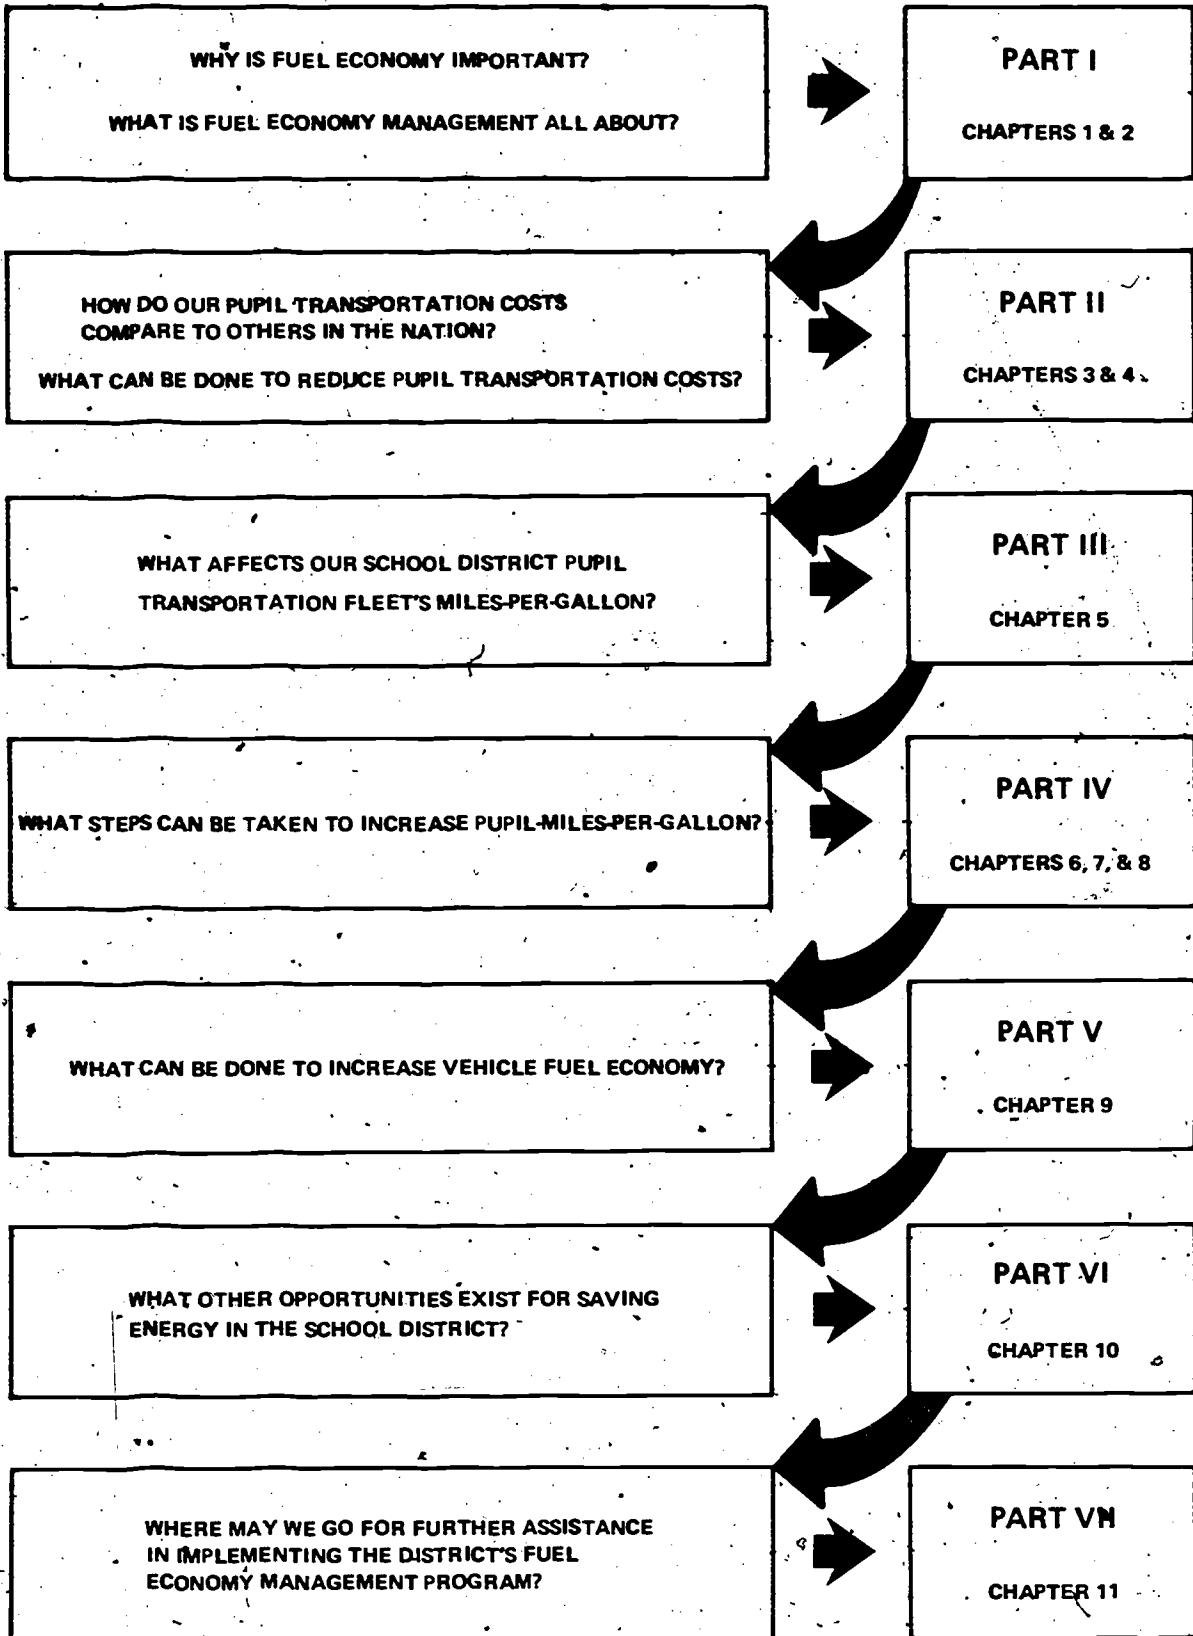 WHY IS FUEL ECONOMY IMPORTANT?
WHAT IS FUEL ECONOMY MANAGEMENT ALL ABOUT?
PART I
CHAPTERS 1 & 2
HOW DO OUR PUPIL TRANSPORTATION COSTS
COMPARE TO OTHERS IN THE NATION?
WHAT CAN BE DONE TO REDUCE PUPIL TRANSPORTATION COSTS?
PART II
CHAPTERS 3 & 4
WHAT AFFECTS OUR SCHOOL DISTRICT PUPIL
TRANSPORTATION FLEET'S MILES-PER-GALLON?
PART III
CHAPTER 5
WHAT STEPS CAN BE TAKEN TO INCREASE PUPIL-MILES-PER-GALLON?
PART IV
CHAPTERS 6, 7, & 8
WHAT CAN BE DONE TO INCREASE VEHICLE FUEL ECONOMY?
PART V
CHAPTER 9
WHAT OTHER OPPORTUNITIES EXIST FOR SAVING
ENERGY IN THE SCHOOL DISTRICT?
PART VI
CHAPTER 10
WHERE MAY WE GO FOR FURTHER ASSISTANCE
IN IMPLEMENTING THE DISTRICT'S FUEL
ECONOMY MANAGEMENT PROGRAM?
PART VII
CHAPTER 11